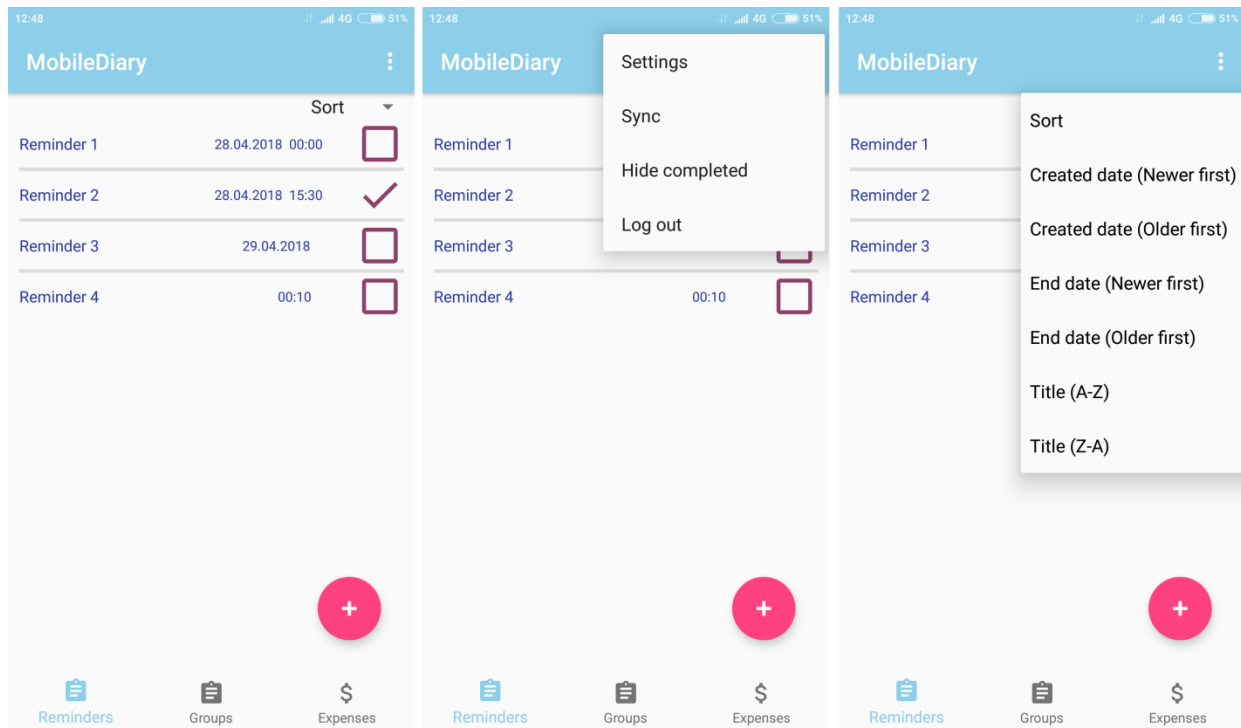 12:48 4G 51%
MobileDiary
Sort
Reminder 1 28.04.2018 00:00
Reminder 2 28.04.2018 15:30
Reminder 3 29.04.2018
Reminder 4 00:10
+
Reminders Groups Expenses
12:48 4G 51%
MobileDiary
Settings
Sync
Hide completed
Log out
Reminder 1
Reminder 2
Reminder 3
Reminder 4 00:10
+
Reminders Groups Expenses
12:48 4G 51%
MobileDiary
Sort
Created date (Newer first)
Created date (Older first)
End date (Newer first)
End date (Older first)
Title (A-Z)
Title (Z-A)
Reminder 1
Reminder 2
Reminder 3
Reminder 4
+
Reminders Groups Expenses